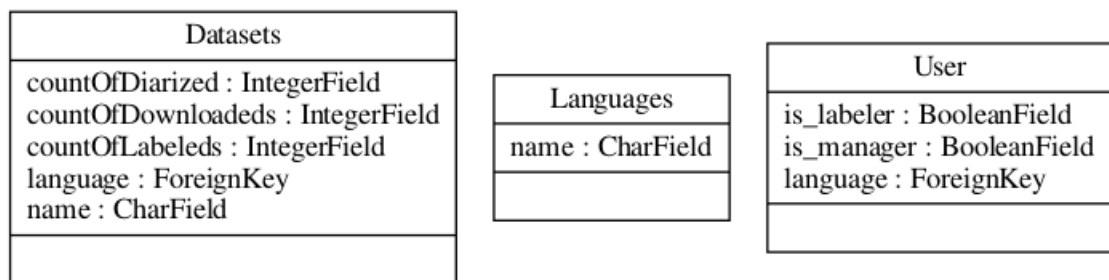 Datasets
countOfDiarized : IntegerField
countOfDownloadeds : IntegerField
countOfLabeleds : IntegerField
language : ForeignKey
name : CharField
Languages
name : CharField
User
is_labeler : BooleanField
is_manager : BooleanField
language : ForeignKey